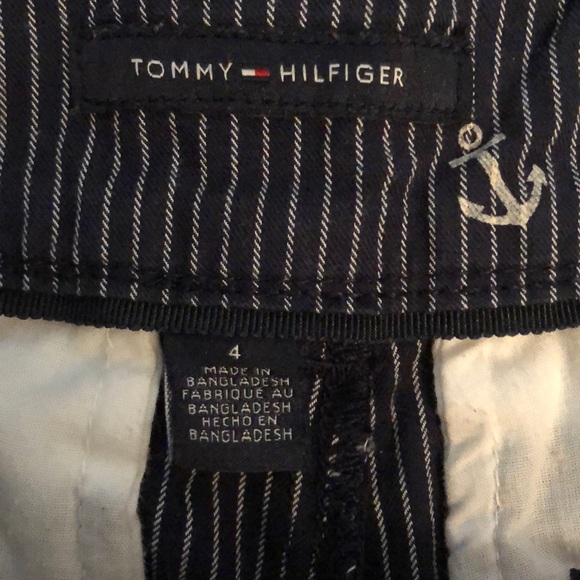 TOMMY HILFIGER
4
MADE IN
BANGLADESH
FABRIQUÉ AU
BANGLADESH
HECHO EN
BANGLADESH